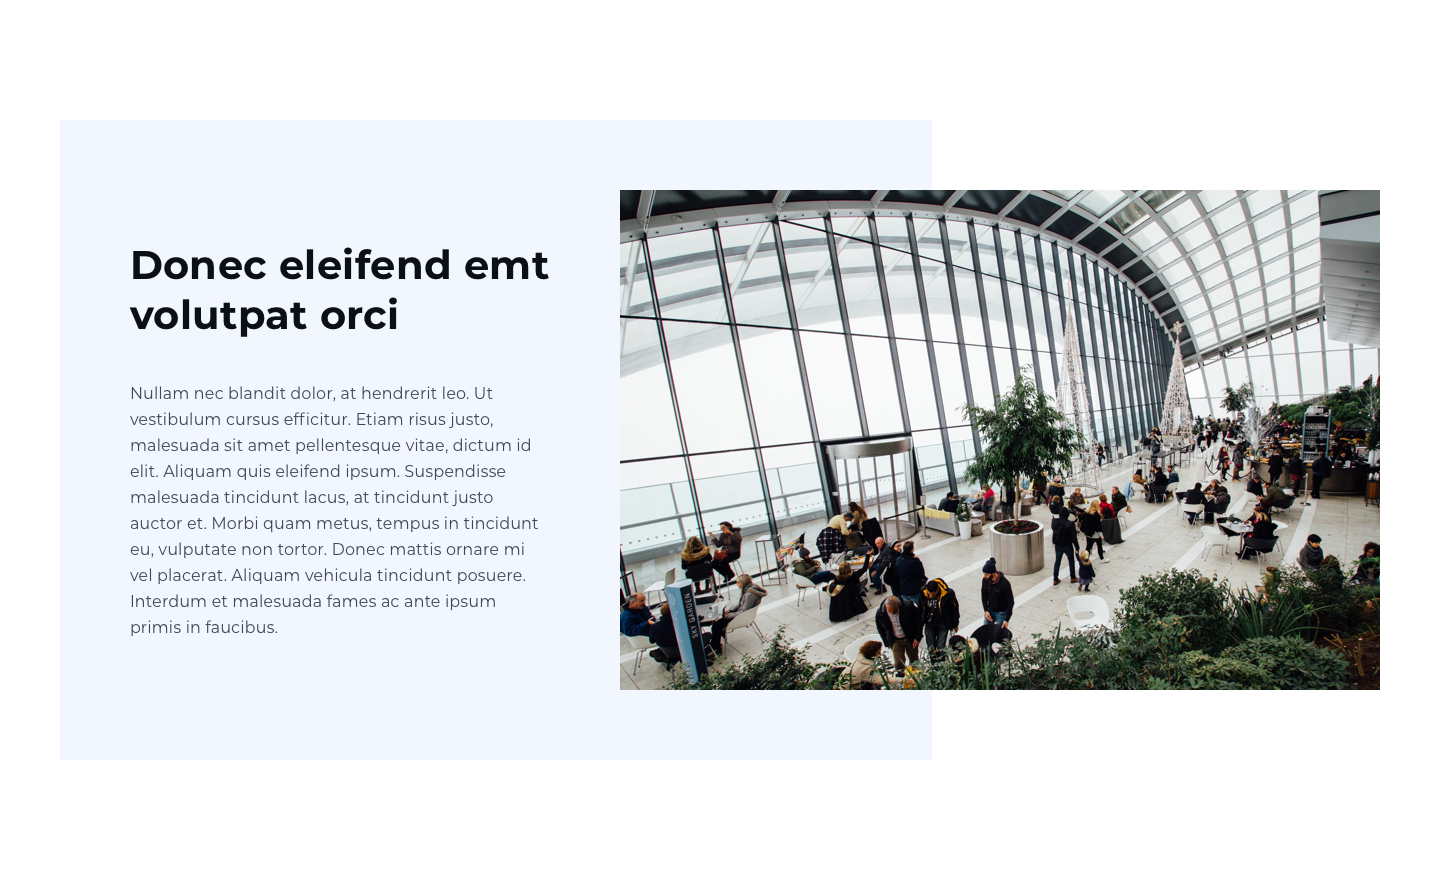 Donec eleifend emt
volutpat orci
Nullam nec blandit dolor, at hendrerit leo. Ut
vestibulum cursus efficitur. Etiam risus justo,
malesuada sit amet pellentesque vitae, dictum id
elit. Aliquam quis eleifend ipsum. Suspendisse
malesuada tincidunt lacus, at tincidunt justo
auctor et. Morbi quam metus, tempus in tincidunt
eu, vulputate non tortor. Donec mattis ornare mi
vel placerat. Aliquam vehicula tincidunt posuere.
Interdum et malesuada fames ac ante ipsum
primis in faucibus.
SKY GARDEN